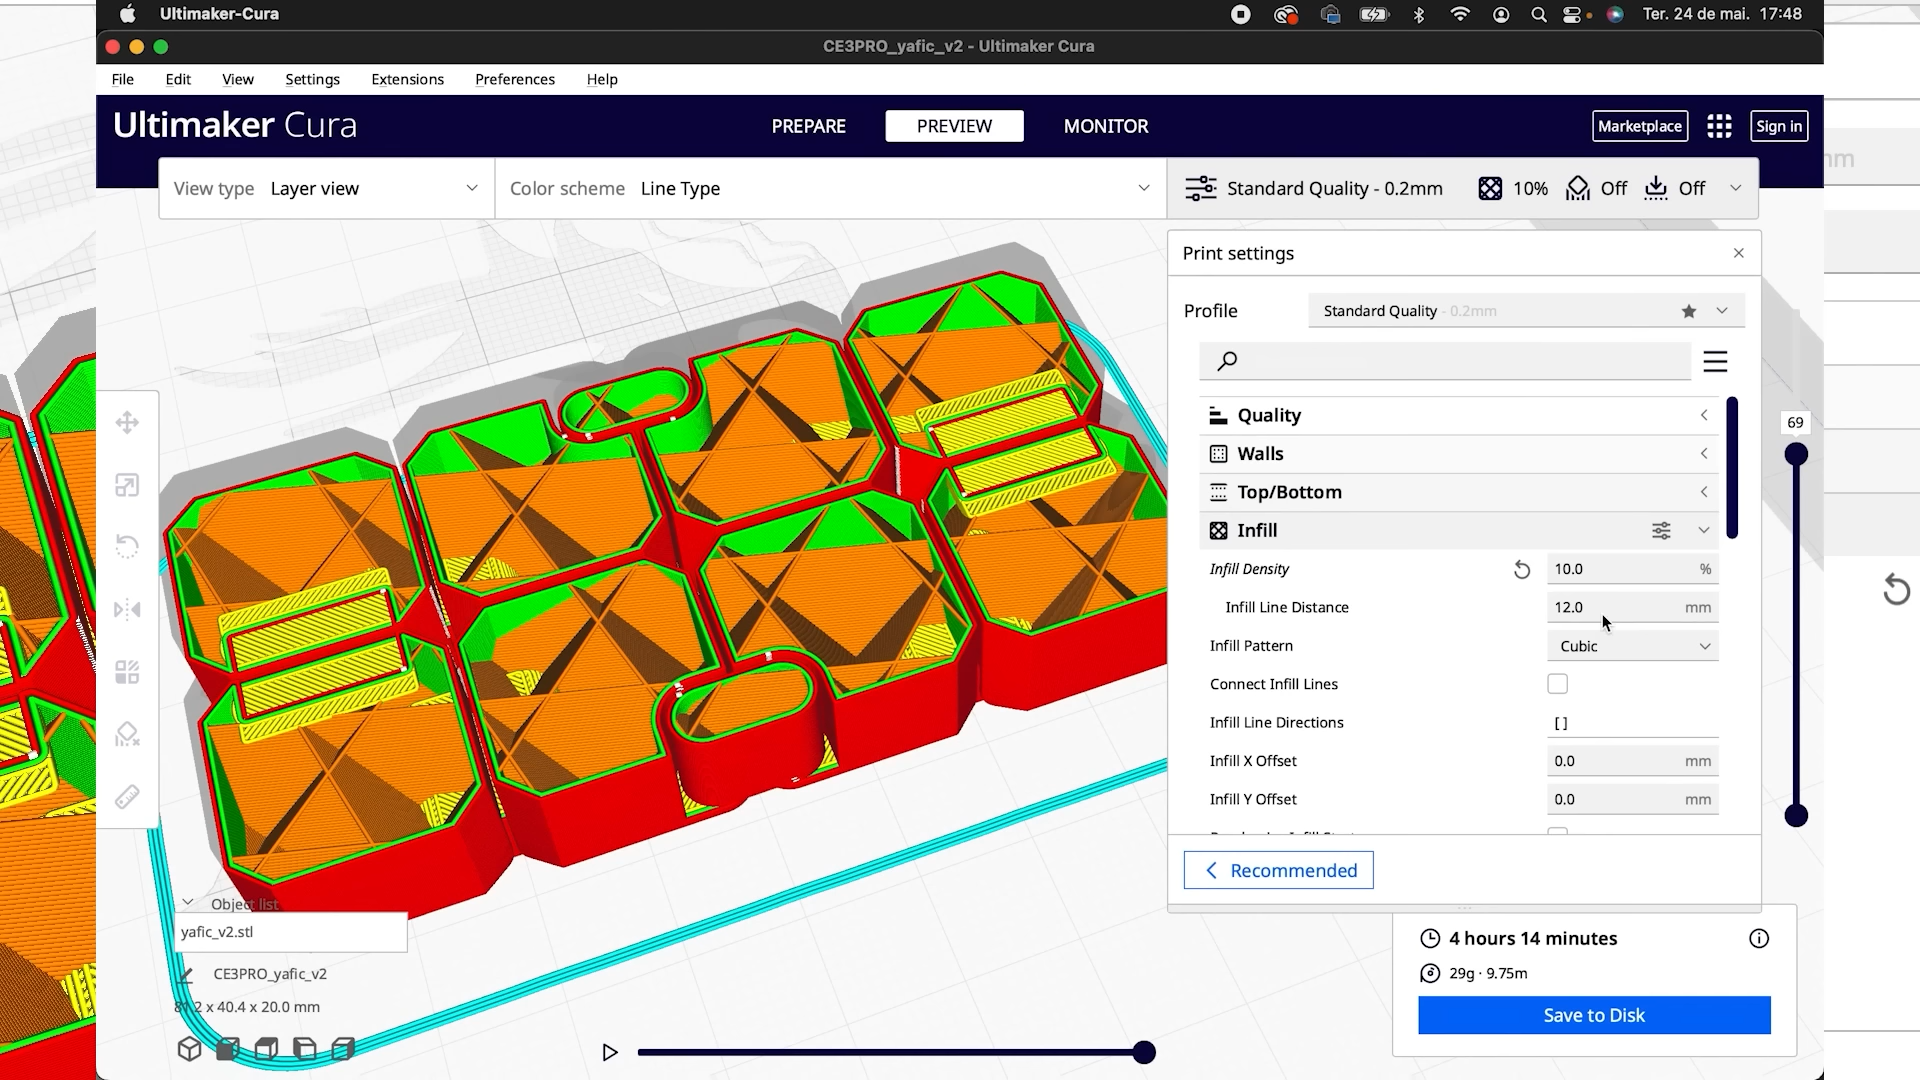 Ultimaker-Cura
Ter. 24 de mai. 17:48
CE3PRO_yafic_v2 - Ultimaker Cura
File Edit View Settings Extensions Preferences Help
Ultimaker Cura
PREPARE PREVIEW MONITOR
Marketplace
Sign in
View type Layer view
Color scheme Line Type
Standard Quality - 0.2mm 10% Off Off
Print settings
Profile
Standard Quality - 0.2mm
Quality
Walls
Top/Bottom
Infill
Infill Density 10.0 %
Infill Line Distance 12.0 mm
Infill Pattern Cubic
Connect Infill Lines
Infill Line Directions []
Infill X Offset 0.0 mm
Infill Y Offset 0.0 mm
Recommended
69
Object list
yafic_v2.stl
CE3PRO_yafic_v2
81.2 x 40.4 x 20.0 mm
4 hours 14 minutes
29g · 9.75m
Save to Disk